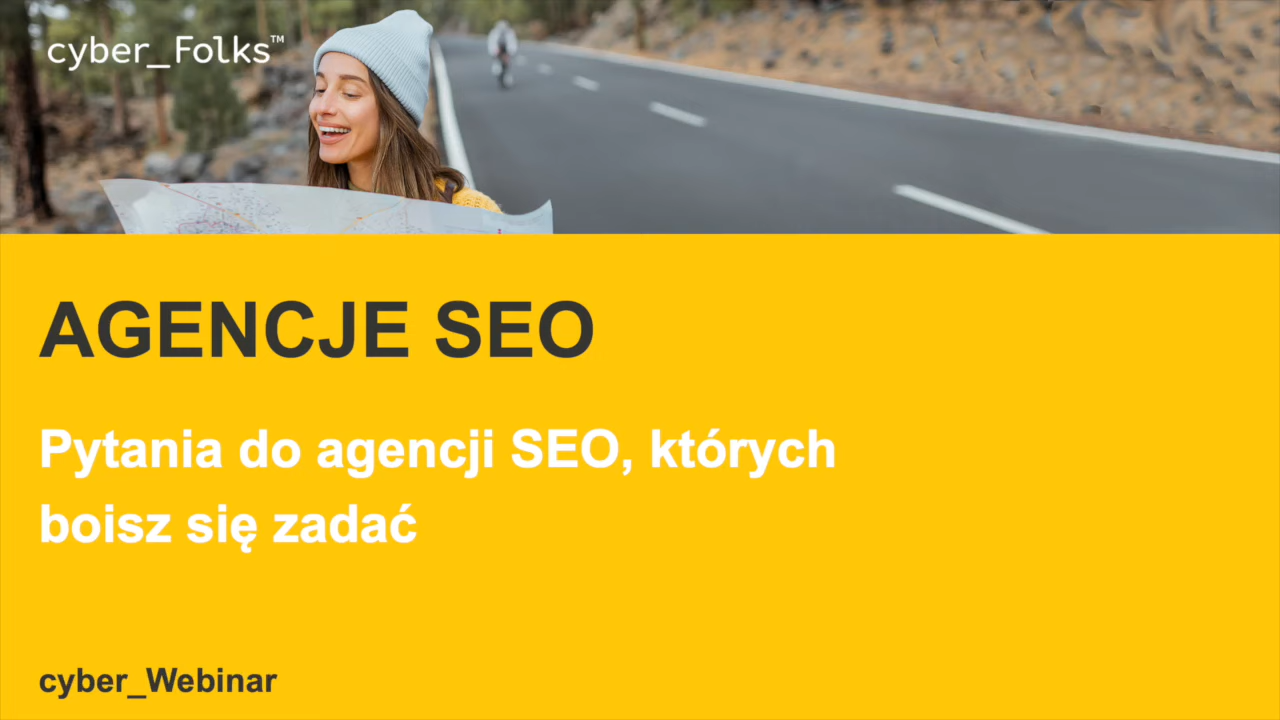 cyber_Folks™
AGENCJE SEO
Pytania do agencji SEO, których
boisz się zadać
cyber_Webinar